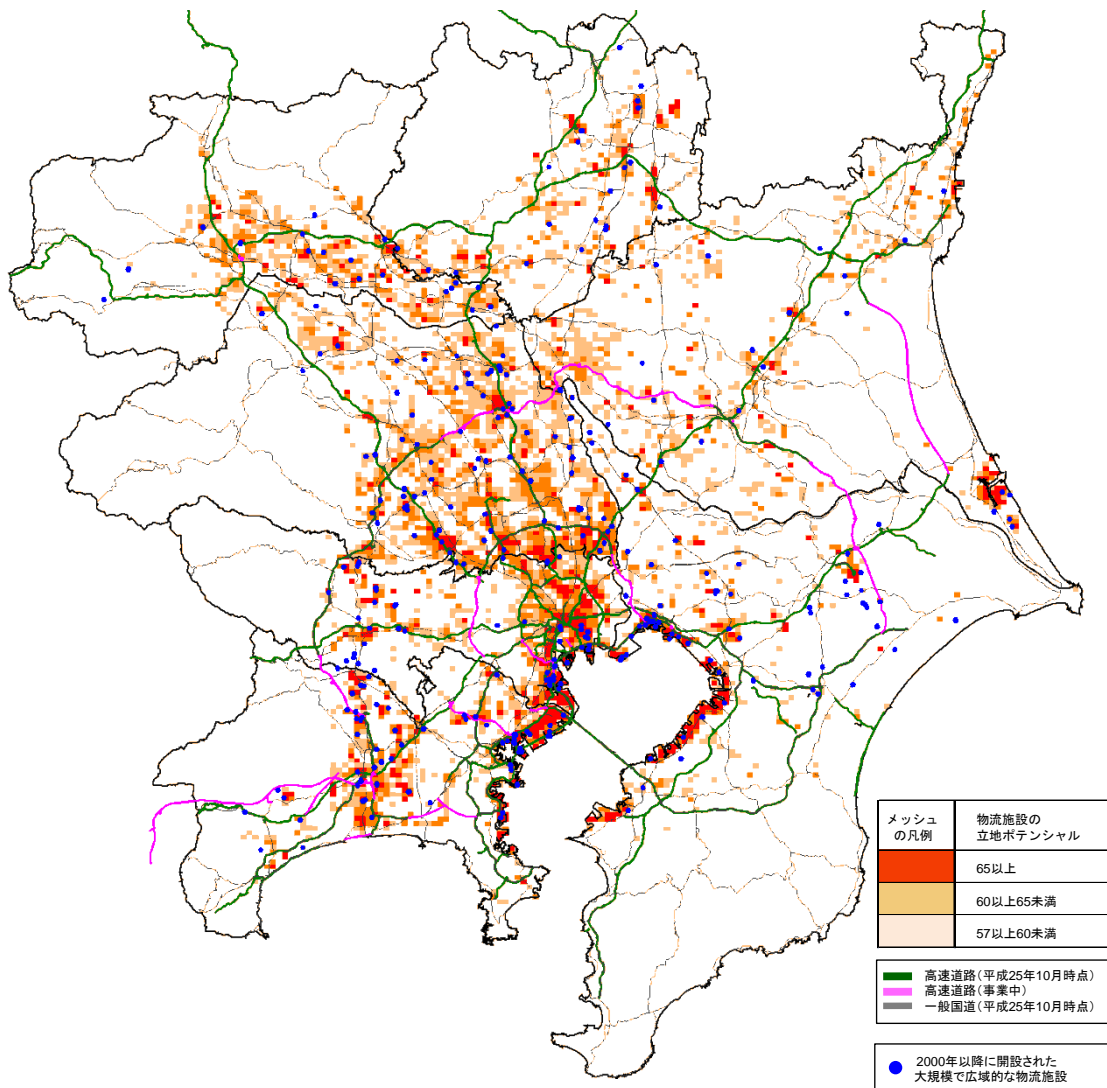 メッシュ
の凡例
物流施設の
立地ポテンシャル
65以上
60以上65未満
57以上60未満
高速道路(平成25年10月時点)
高速道路(事業中)
一般国道(平成25年10月時点)
2000年以降に開設された
大規模で広域的な物流施設